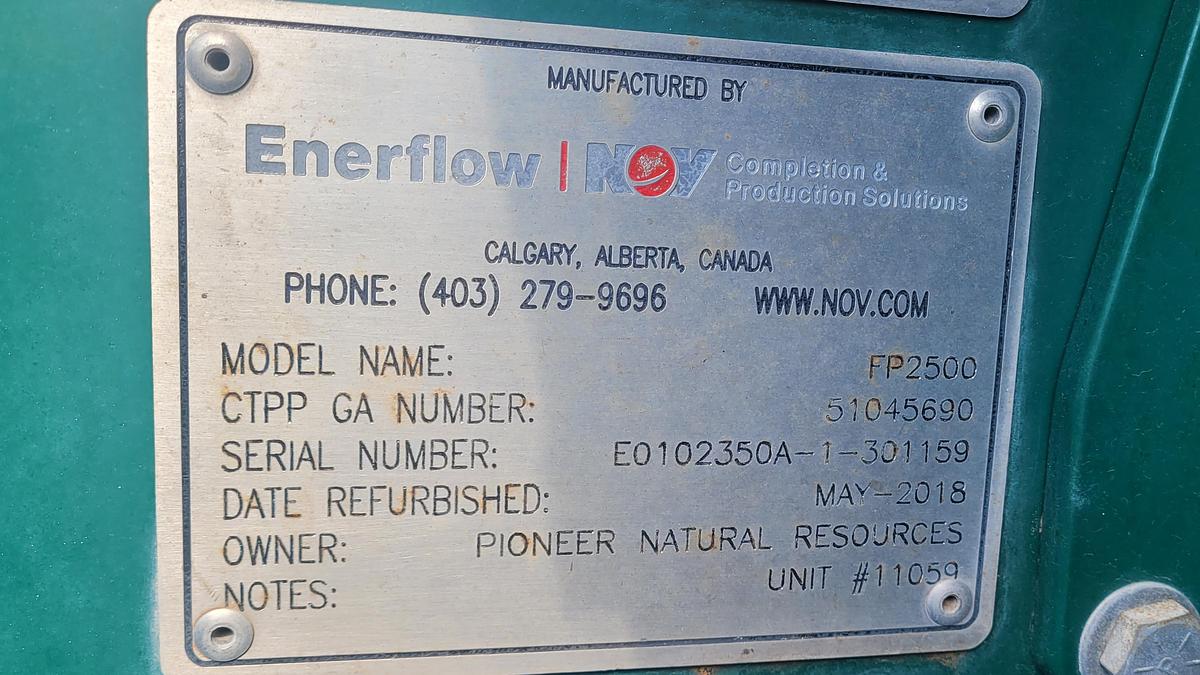 MANUFACTURED BY
Enerflow | NOV Completion &
Production Solutions
CALGARY, ALBERTA, CANADA
PHONE: (403) 279-9696 WWW.NOV.COM
MODEL NAME: FP2500
CTPP GA NUMBER: 51045690
SERIAL NUMBER: E0102350A-1-301159
DATE REFURBISHED: MAY-2018
OWNER: PIONEER NATURAL RESOURCES
NOTES: UNIT #11059